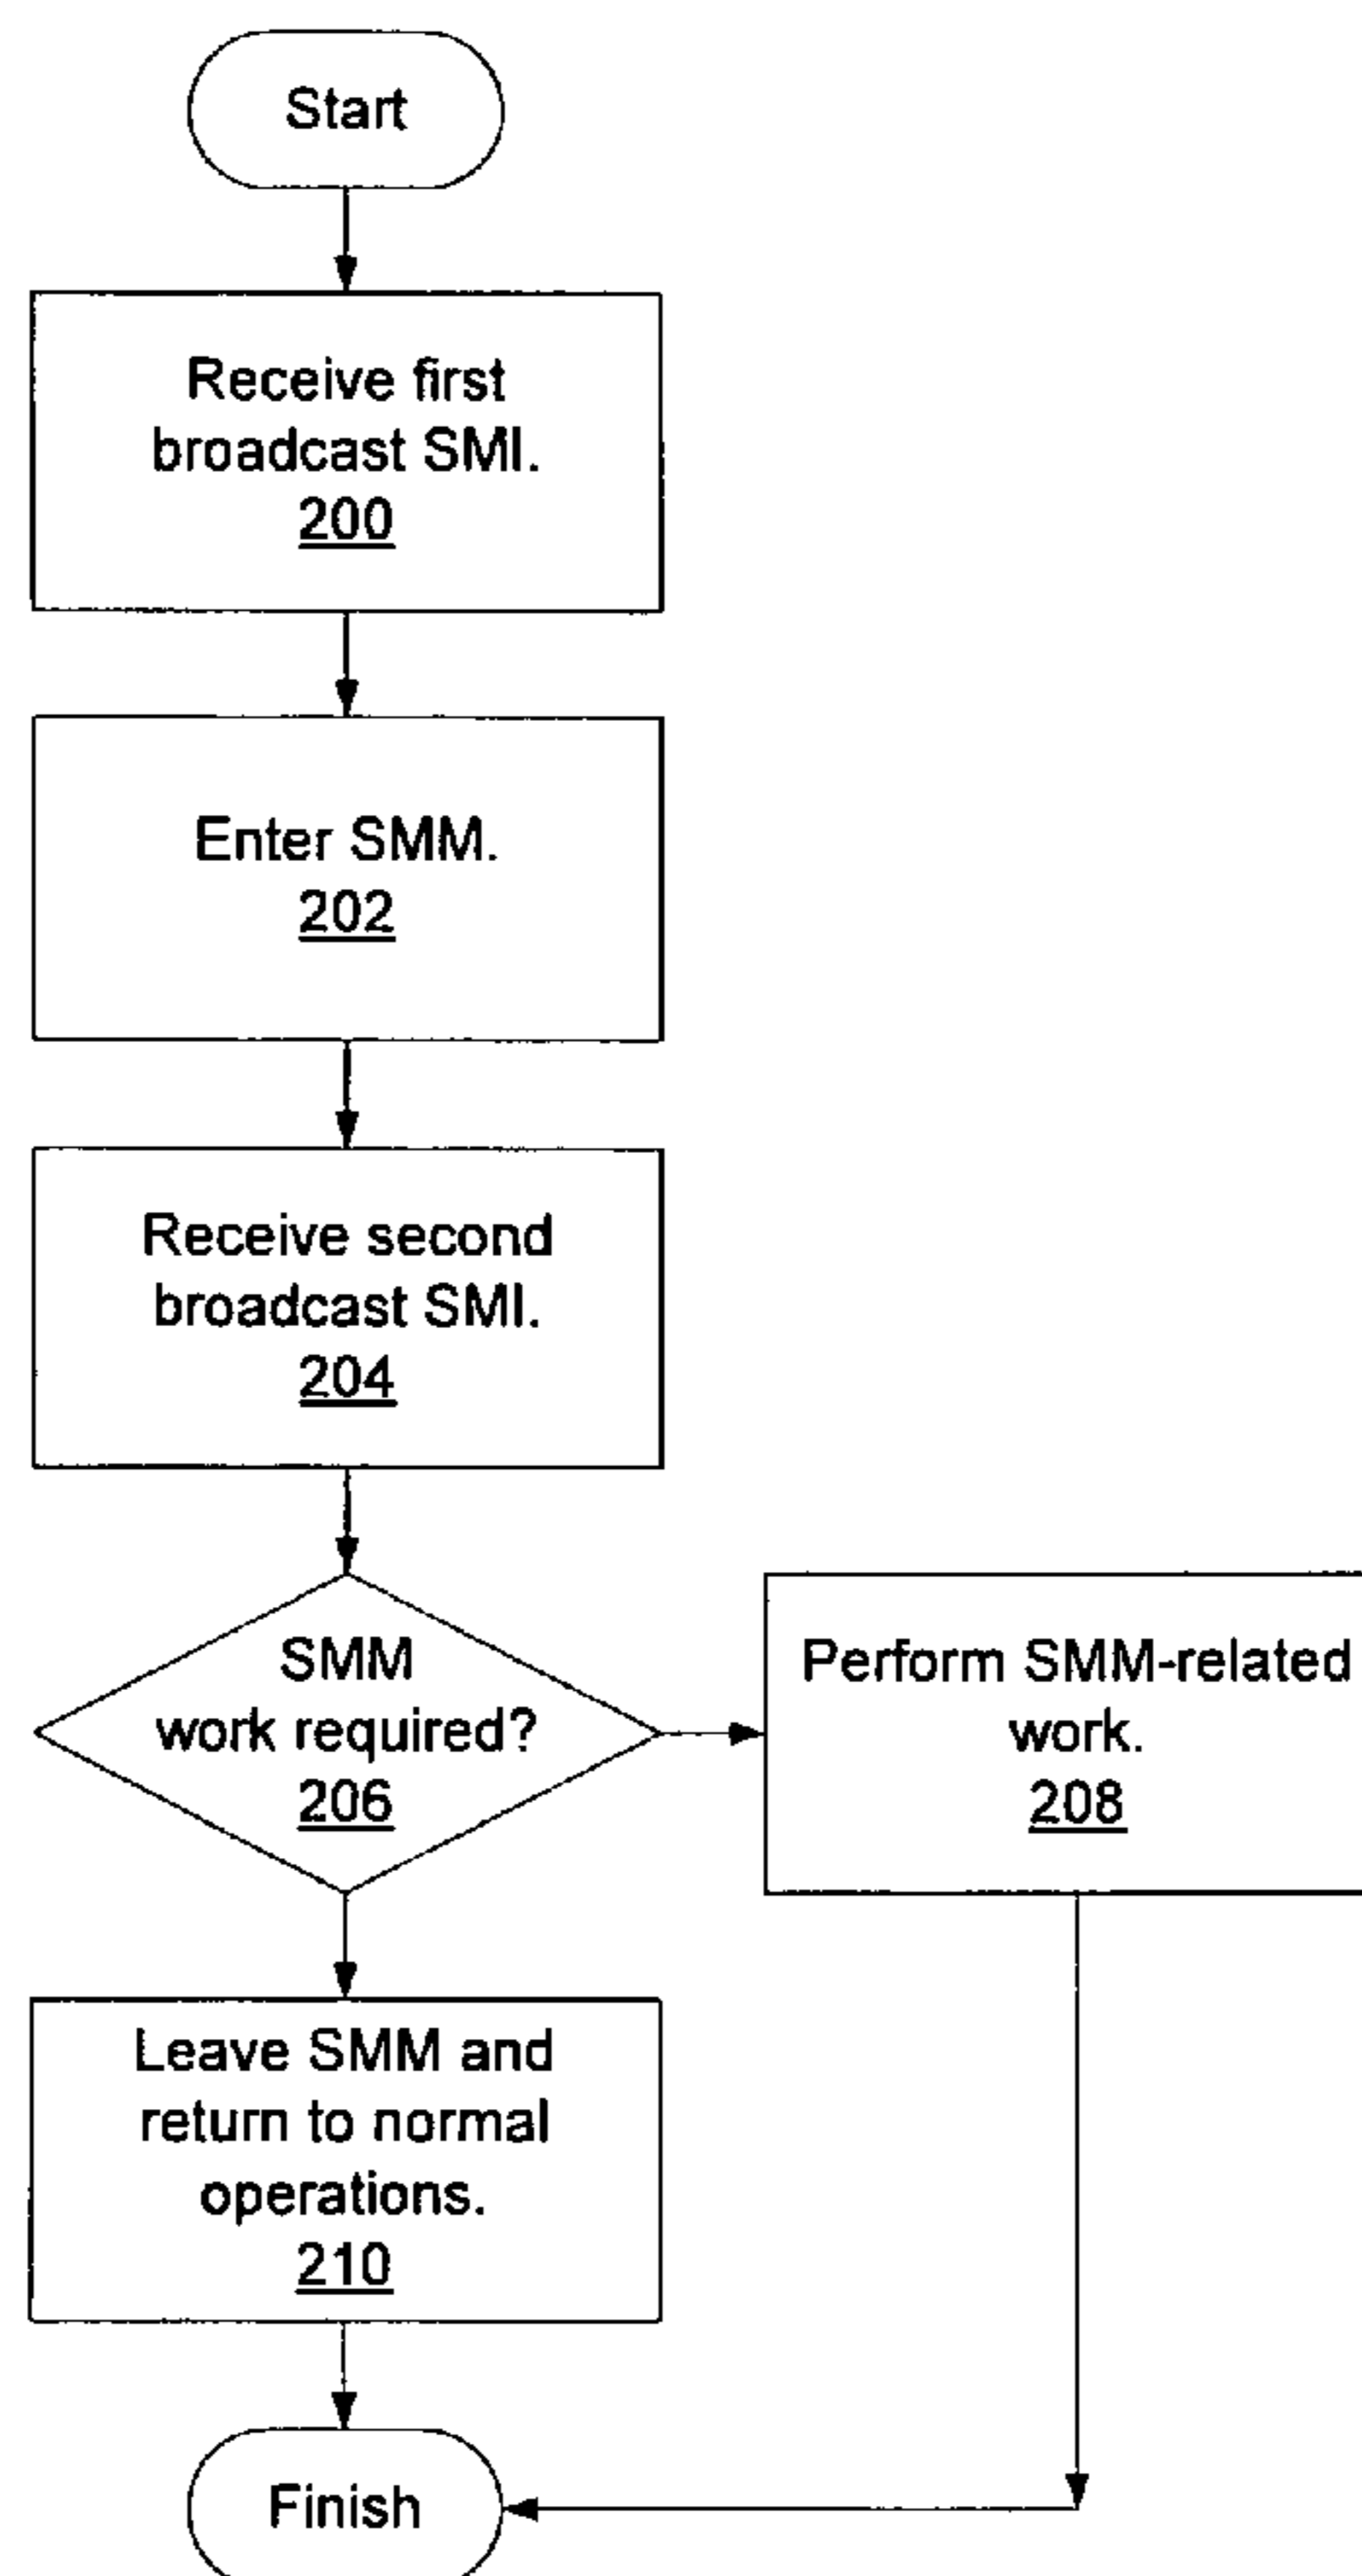 Start
Receive first
broadcast SMI.
200
Enter SMM.
202
Receive second
broadcast SMI.
204
SMM
work required?
206
Perform SMM-related
work.
208
Leave SMM and
return to normal
operations.
210
Finish